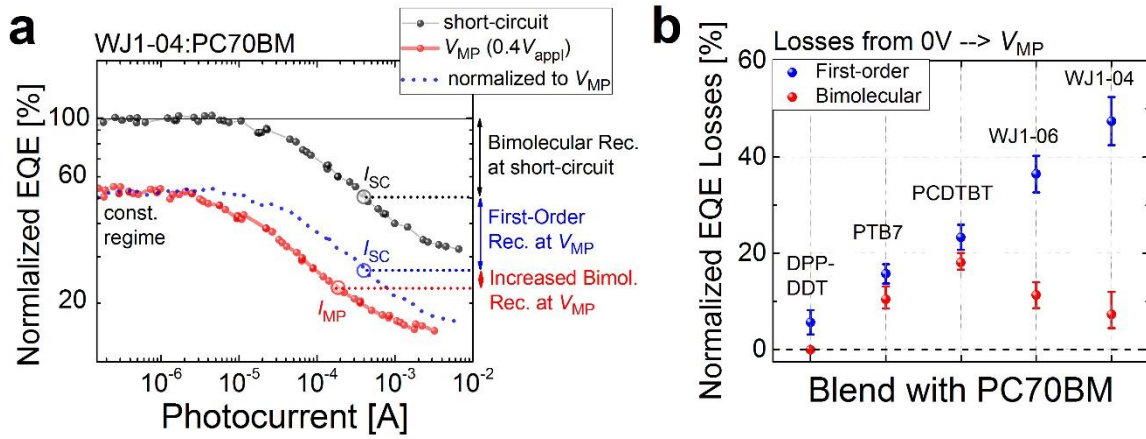 a
WJ1-04:PC70BM
short-circuit
VMP (0.4Vappl)
normalized to VMP
Normlalized EQE [%]
100
60
20
const.
regime
ISC
ISC
IMP
Bimolecular Rec.
at short-circuit
First-Order
Rec. at VMP
Increased Bimol.
Rec. at VMP
10-6
10-5
10-4
10-3
10-2
Photocurrent [A]
b
Losses from 0V --> VMP
First-order
Bimolecular
Normalized EQE Losses [%]
60
40
20
0
DPP-
DDT
PTB7
PCDTBT
WJ1-06
WJ1-04
Blend with PC70BM